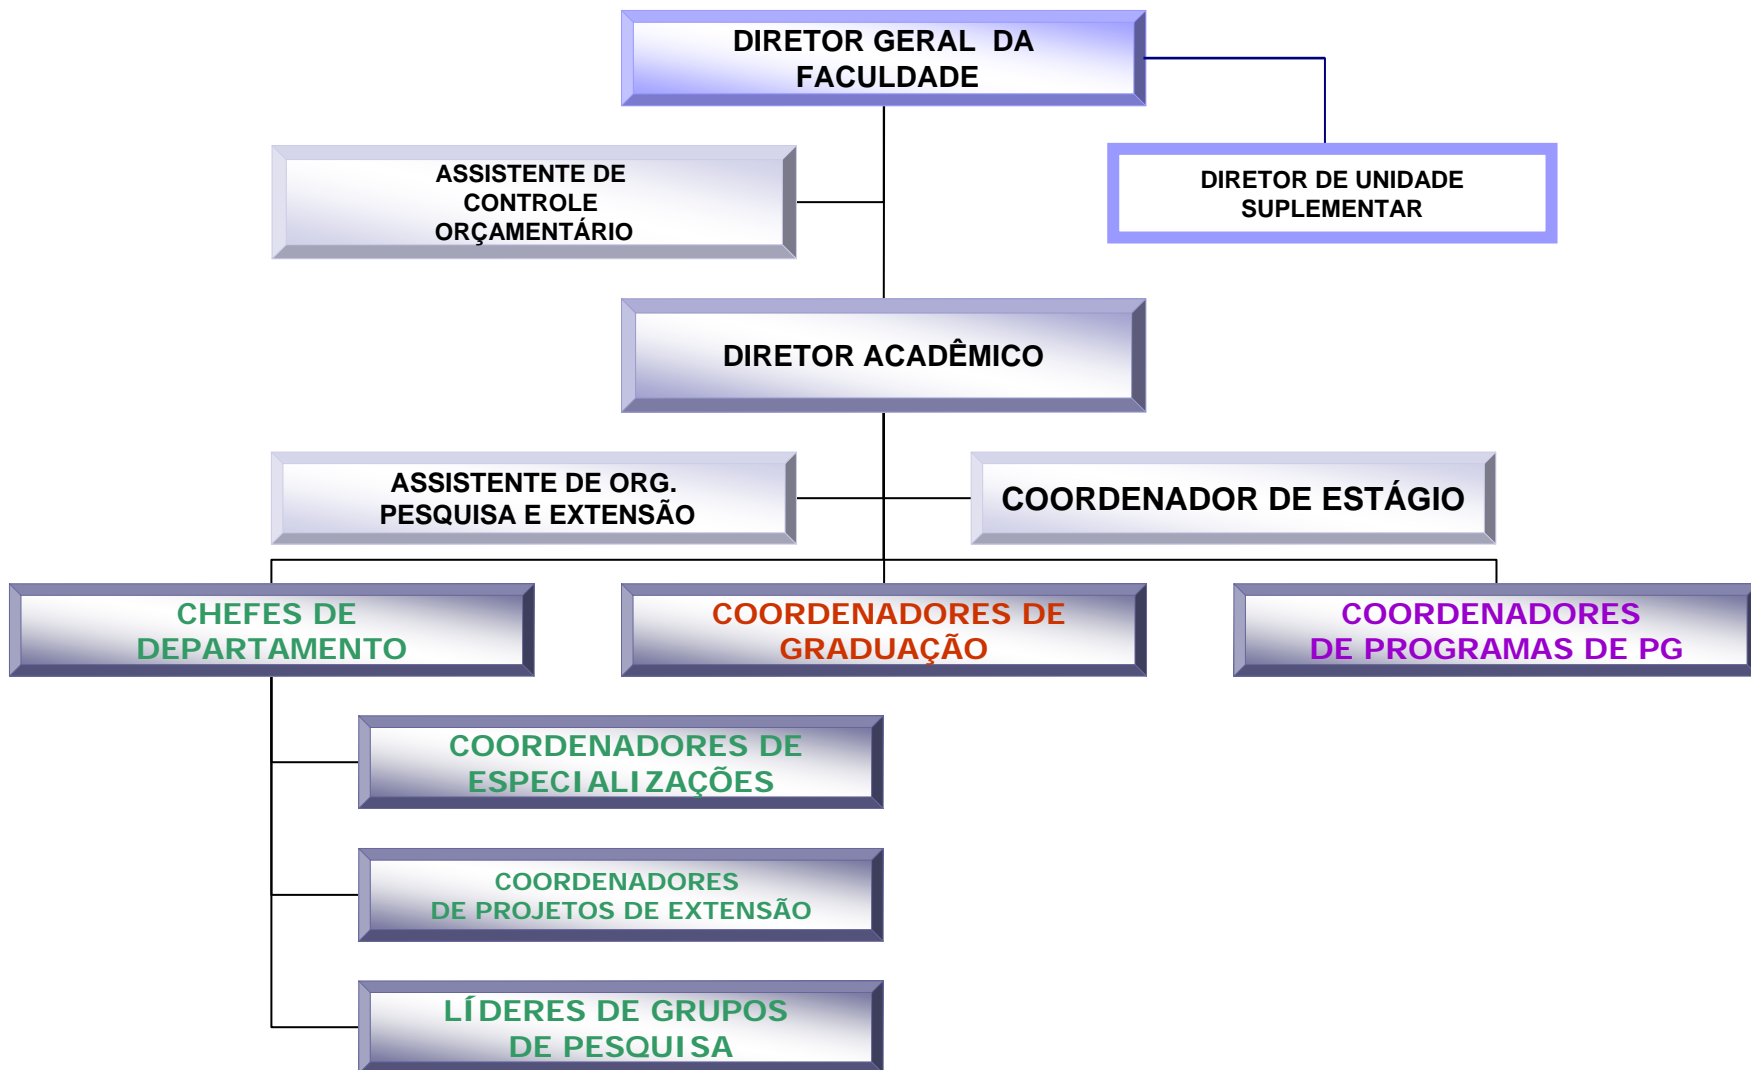 DIRETOR GERAL DA
FACULDADE
ASSISTENTE DE
CONTROLE
ORÇAMENTÁRIO
DIRETOR DE UNIDADE
SUPLEMENTAR
DIRETOR ACADÊMICO
ASSISTENTE DE ORG.
PESQUISA E EXTENSÃO
COORDENADOR DE ESTÁGIO
CHEFES DE
DEPARTAMENTO
COORDENADORES DE
GRADUAÇÃO
COORDENADORES
DE PROGRAMAS DE PG
COORDENADORES DE
ESPECIALIZAÇÕES
COORDENADORES
DE PROJETOS DE EXTENSÃO
LÍDERES DE GRUPOS
DE PESQUISA